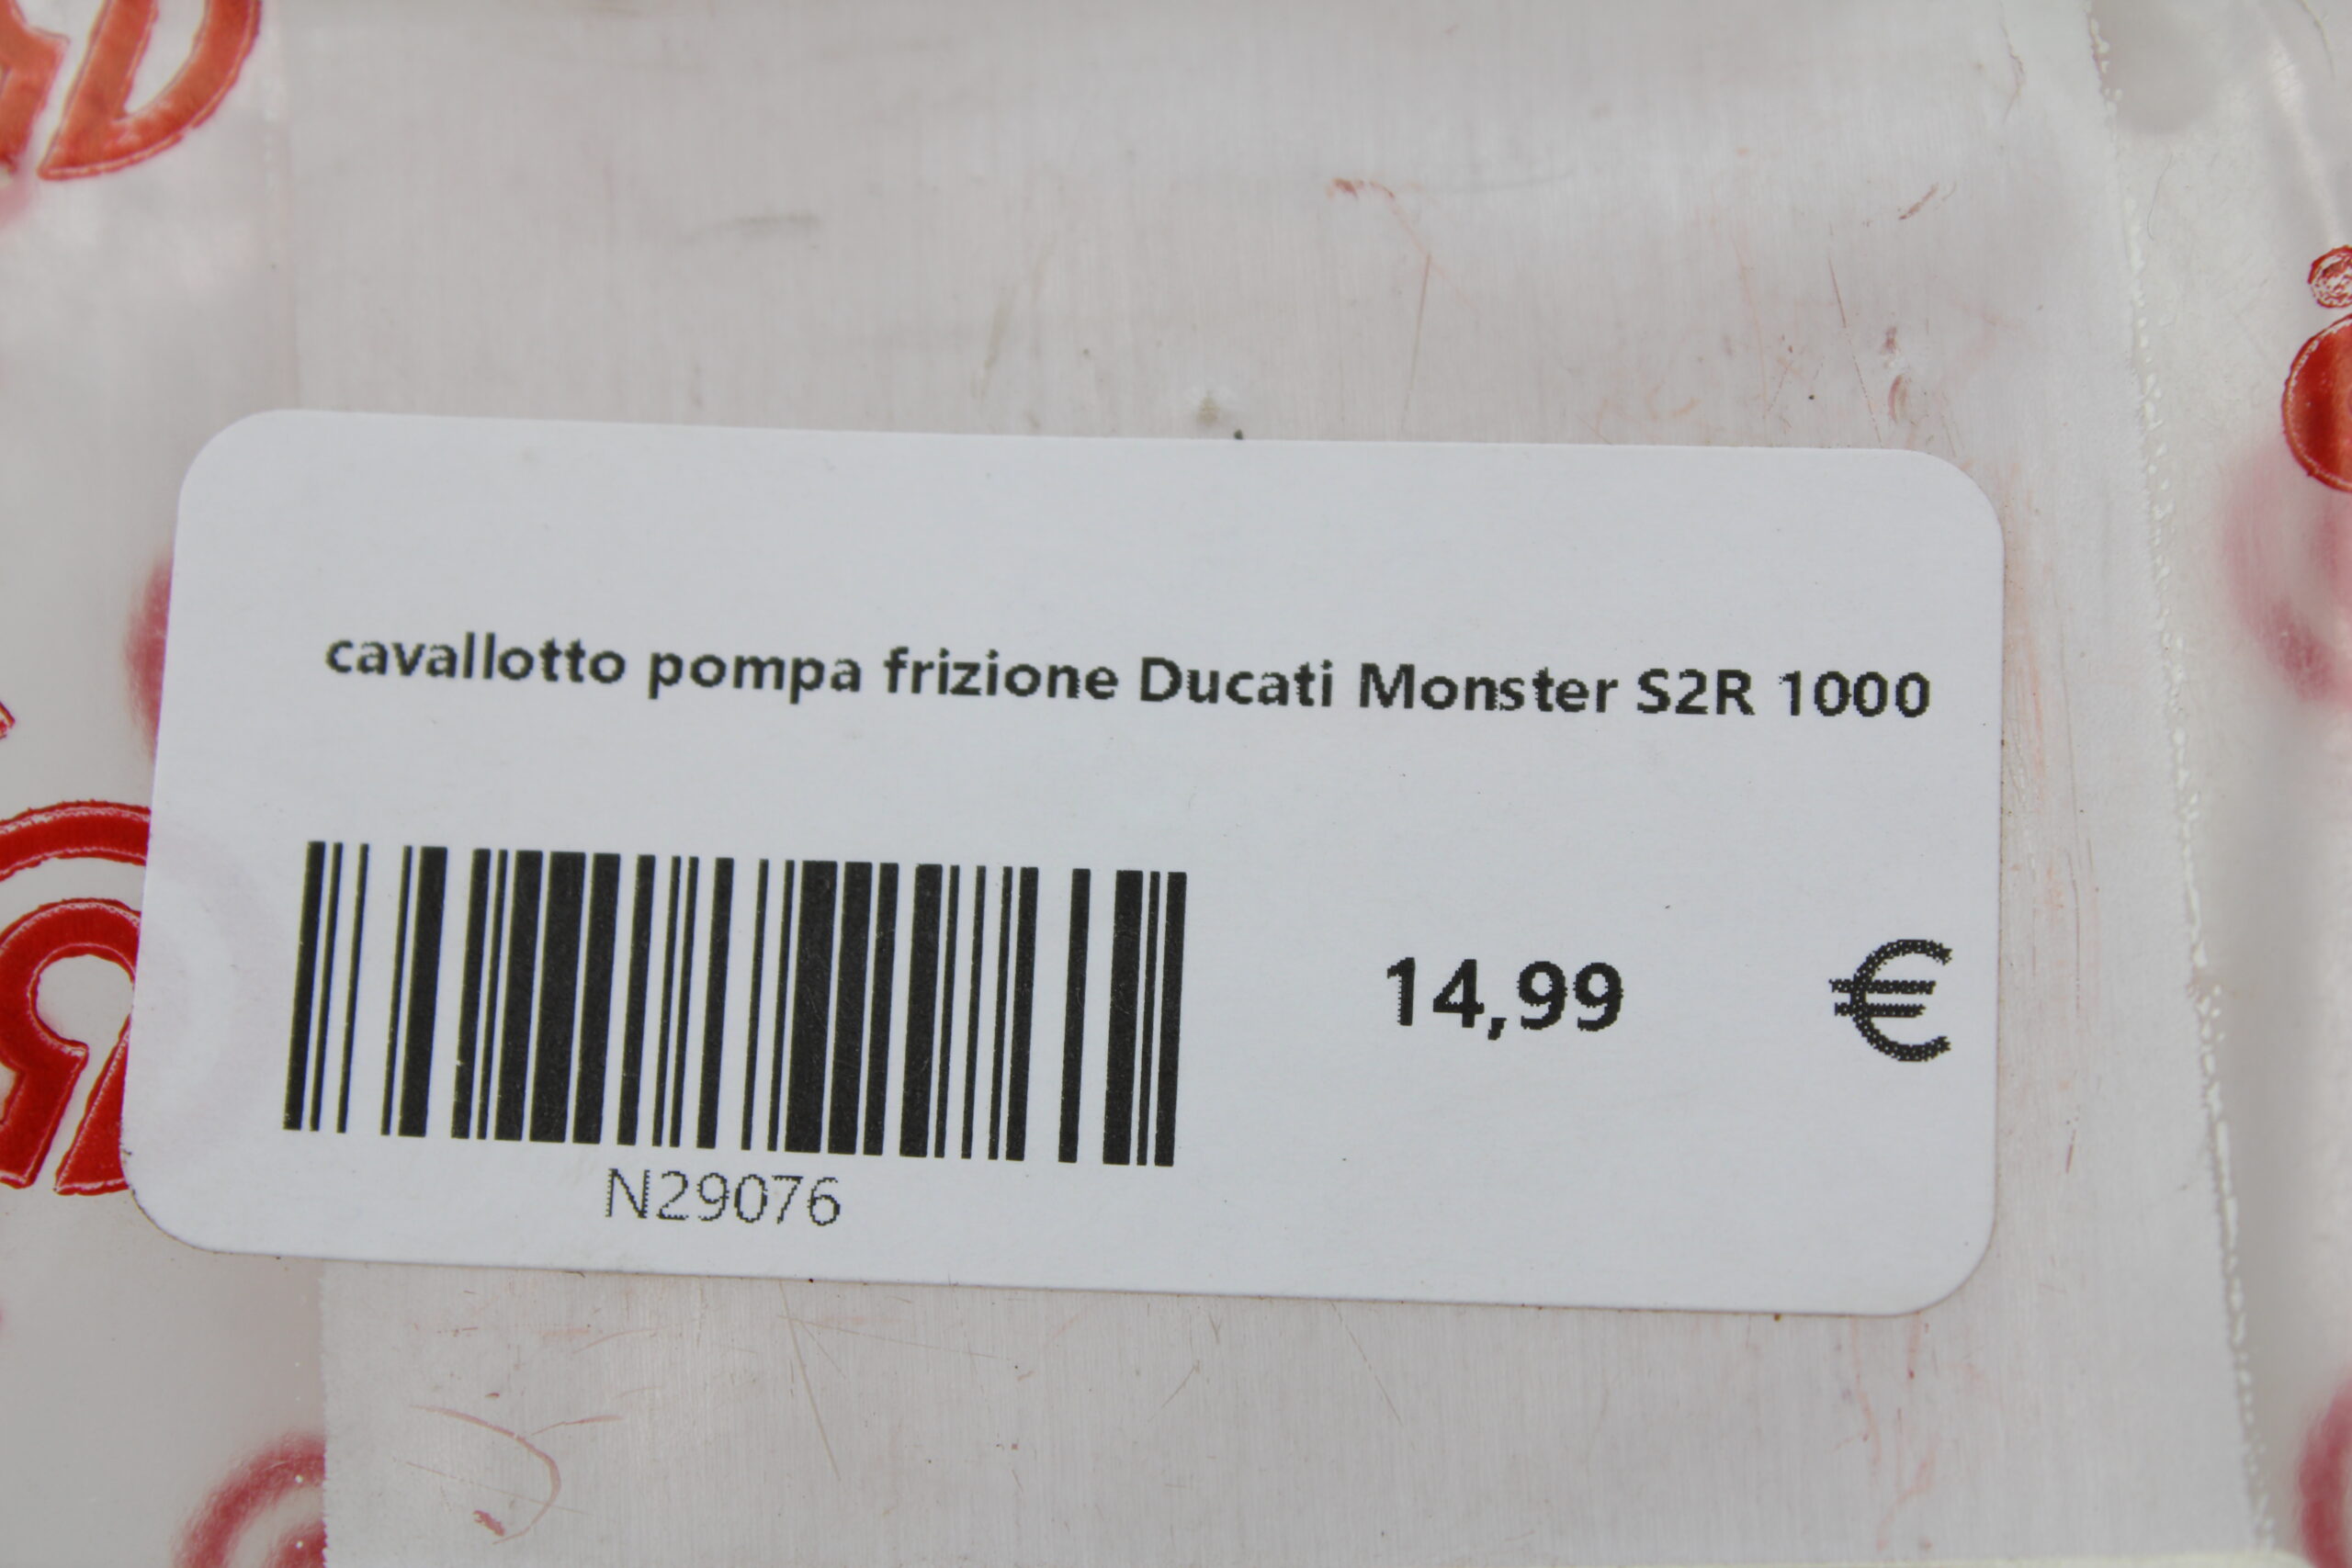 cavallotto pompa frizione Ducati Monster S2R 1000
14,99 €
N29076